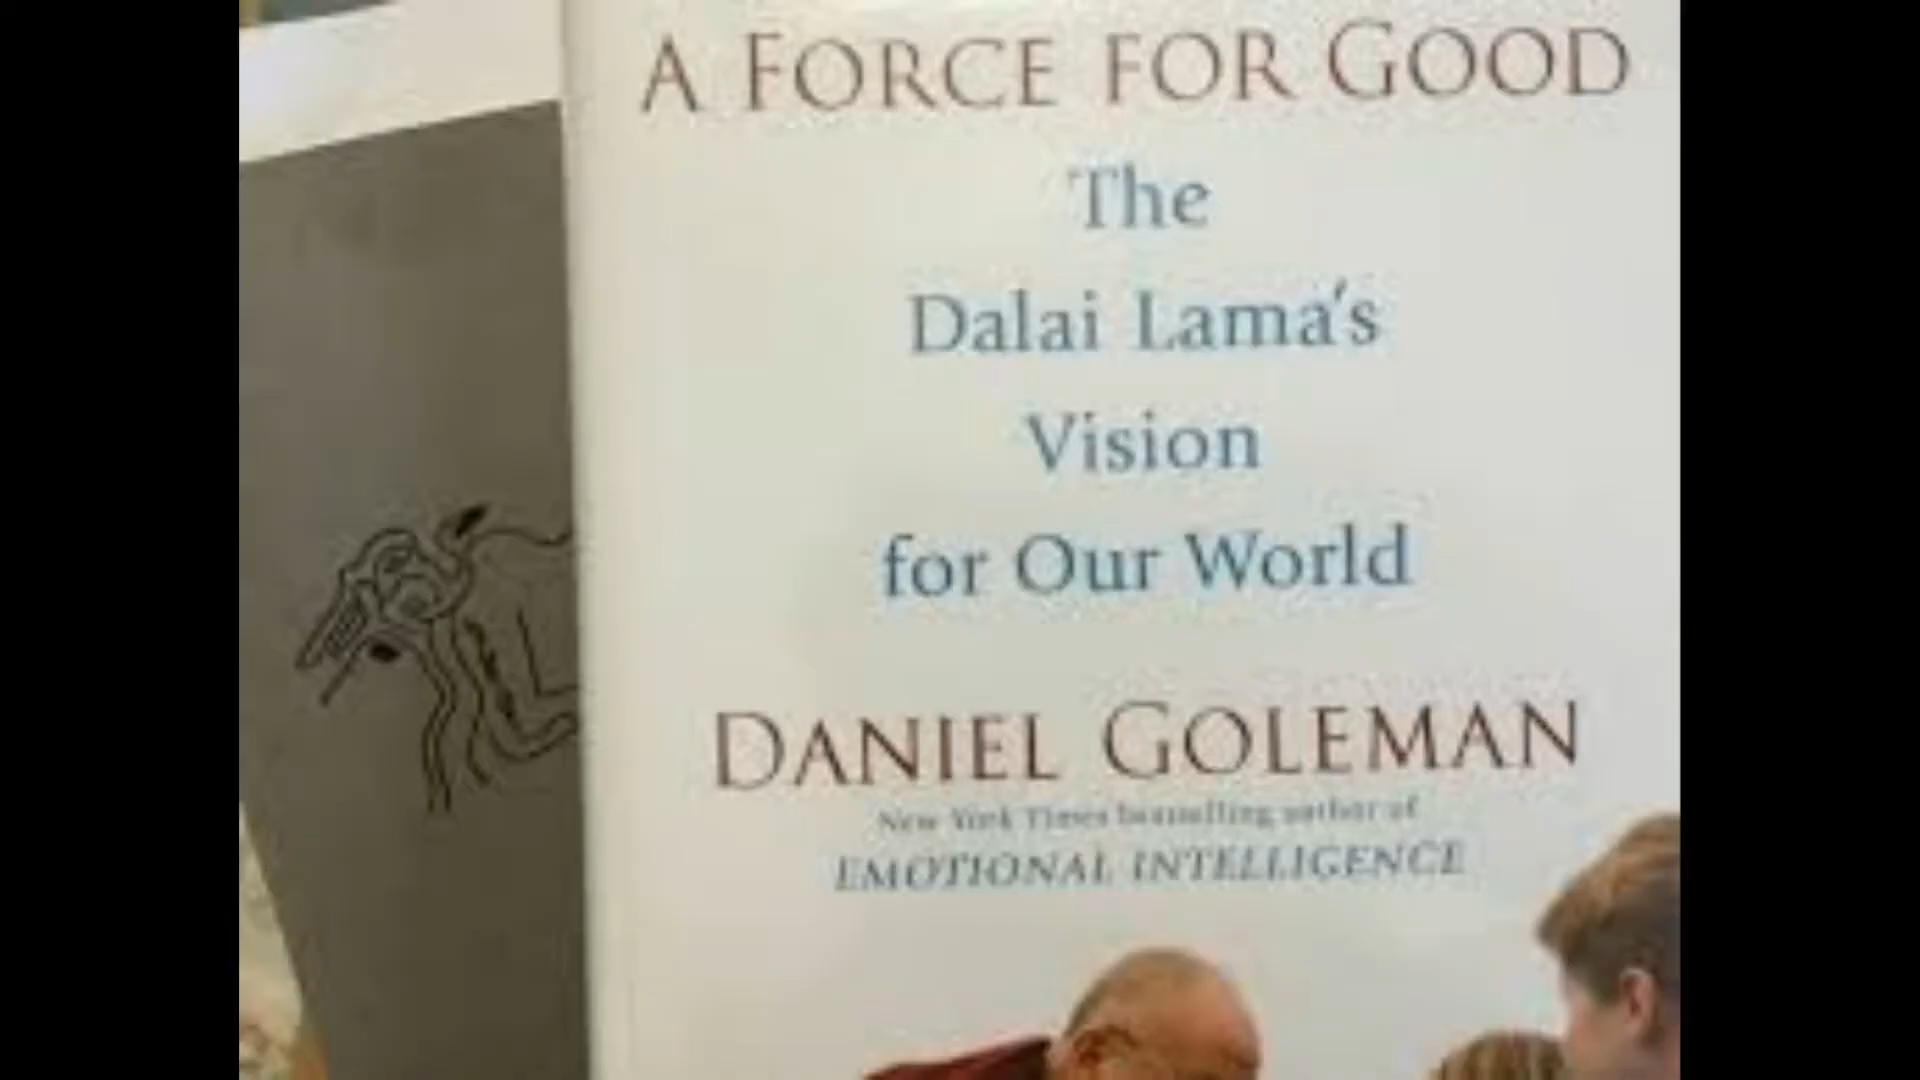 A FORCE FOR GOOD
The
Dalai Lama's
Vision
for Our World
DANIEL GOLEMAN
New York Times bestselling author of
EMOTIONAL INTELLIGENCE